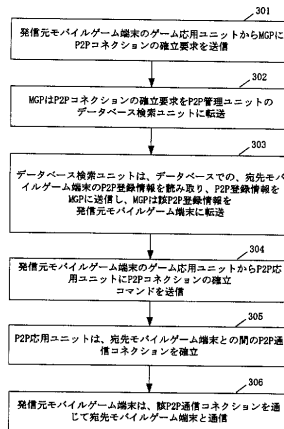 301
発信元モバイルゲーム端末のゲーム応用ユニットからMGPに
P2Pコネクションの確立要求を送信
302
MGPはP2Pコネクションの確立要求をP2P管理ユニットの
データベース検索ユニットに転送
303
データベース検索ユニットは、データベースでの、宛先モバ
イルゲーム端末のP2P登録情報を読み取り、P2P登録情報を
MGPに送信し、MGPは該P2P登録情報を
発信元モバイルゲーム端末に転送
304
発信元モバイルゲーム端末のゲーム応用ユニットからP2P応
用ユニットにP2Pコネクションの確立
コマンドを送信
305
P2P応用ユニットは、宛先モバイルゲーム端末との間のP2P通
信コネクションを確立
306
発信元モバイルゲーム端末は、該P2P通信コネクションを通
じて宛先モバイルゲーム端末と通信